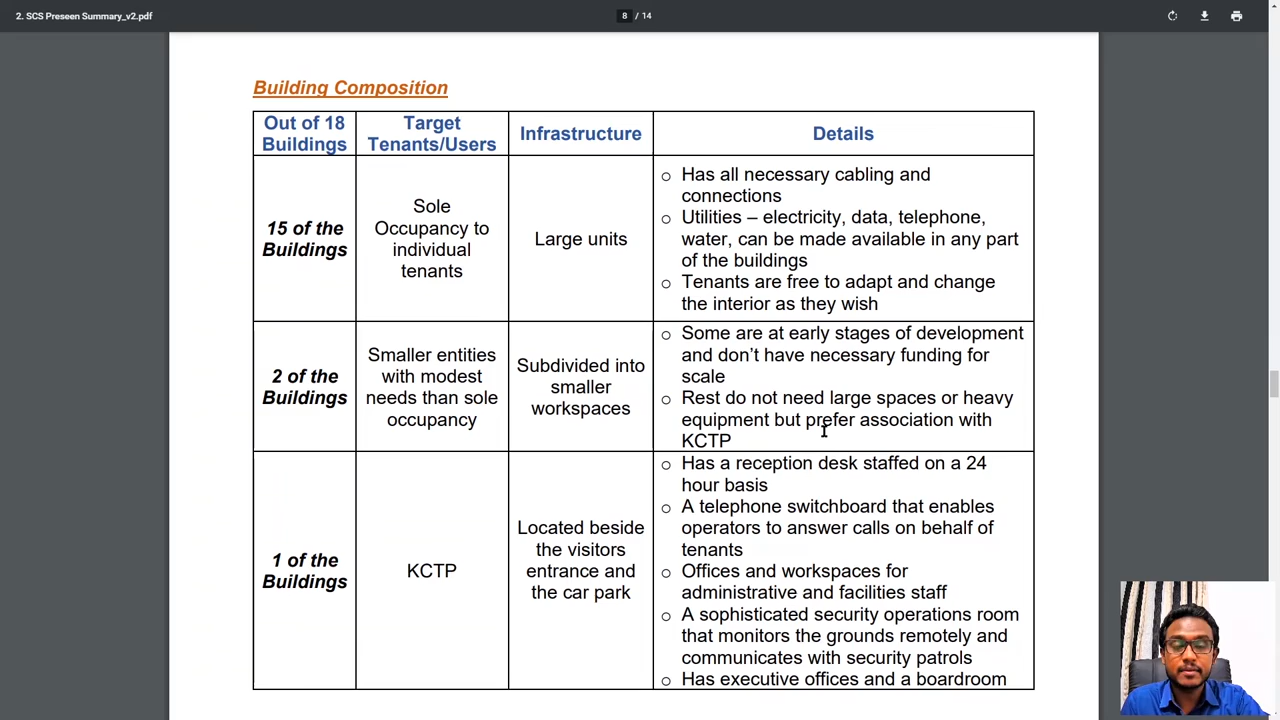 2. SCS Preseen Summary_v2.pdf
8 / 14
Building Composition
Out of 18
Buildings
Target
Tenants/Users
Infrastructure
Details
15 of the
Buildings
Sole
Occupancy to
individual
tenants
Large units
o Has all necessary cabling and
connections
o Utilities – electricity, data, telephone,
water, can be made available in any part
of the buildings
o Tenants are free to adapt and change
the interior as they wish
2 of the
Buildings
Smaller entities
with modest
needs than sole
occupancy
Subdivided into
smaller
workspaces
o Some are at early stages of development
and don’t have necessary funding for
scale
o Rest do not need large spaces or heavy
equipment but prefer association with
KCTP
1 of the
Buildings
KCTP
Located beside
the visitors
entrance and
the car park
o Has a reception desk staffed on a 24
hour basis
o A telephone switchboard that enables
operators to answer calls on behalf of
tenants
o Offices and workspaces for
administrative and facilities staff
o A sophisticated security operations room
that monitors the grounds remotely and
communicates with security patrols
o Has executive offices and a boardroom